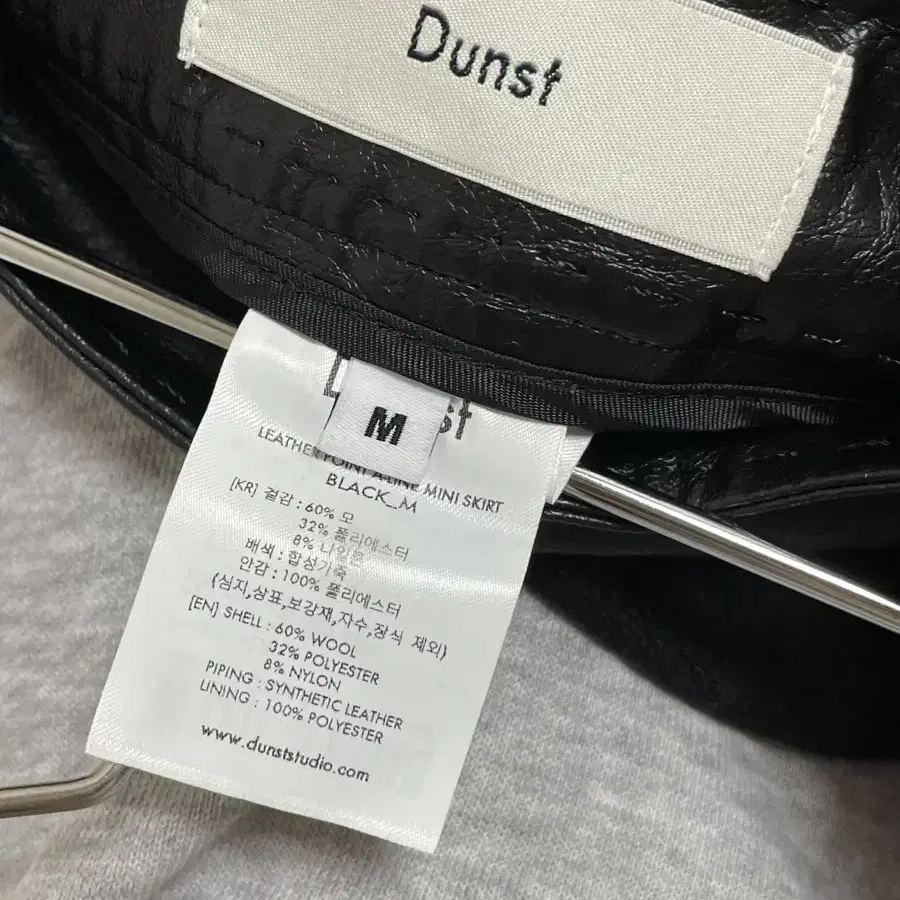 Dunst
M
st
LEATHER POINT A-LINE MINI SKIRT
BLACK_M
[KR] 겉감 : 60% 모
32% 폴리에스터
8% 나일론
배색 : 합성가죽
안감 : 100% 폴리에스터
(심지,상표,보강재,자수,장식 제외)
[EN] SHELL : 60% WOOL
32% POLYESTER
8% NYLON
PIPING : SYNTHETIC LEATHER
LINING : 100% POLYESTER
www.dunststudio.com